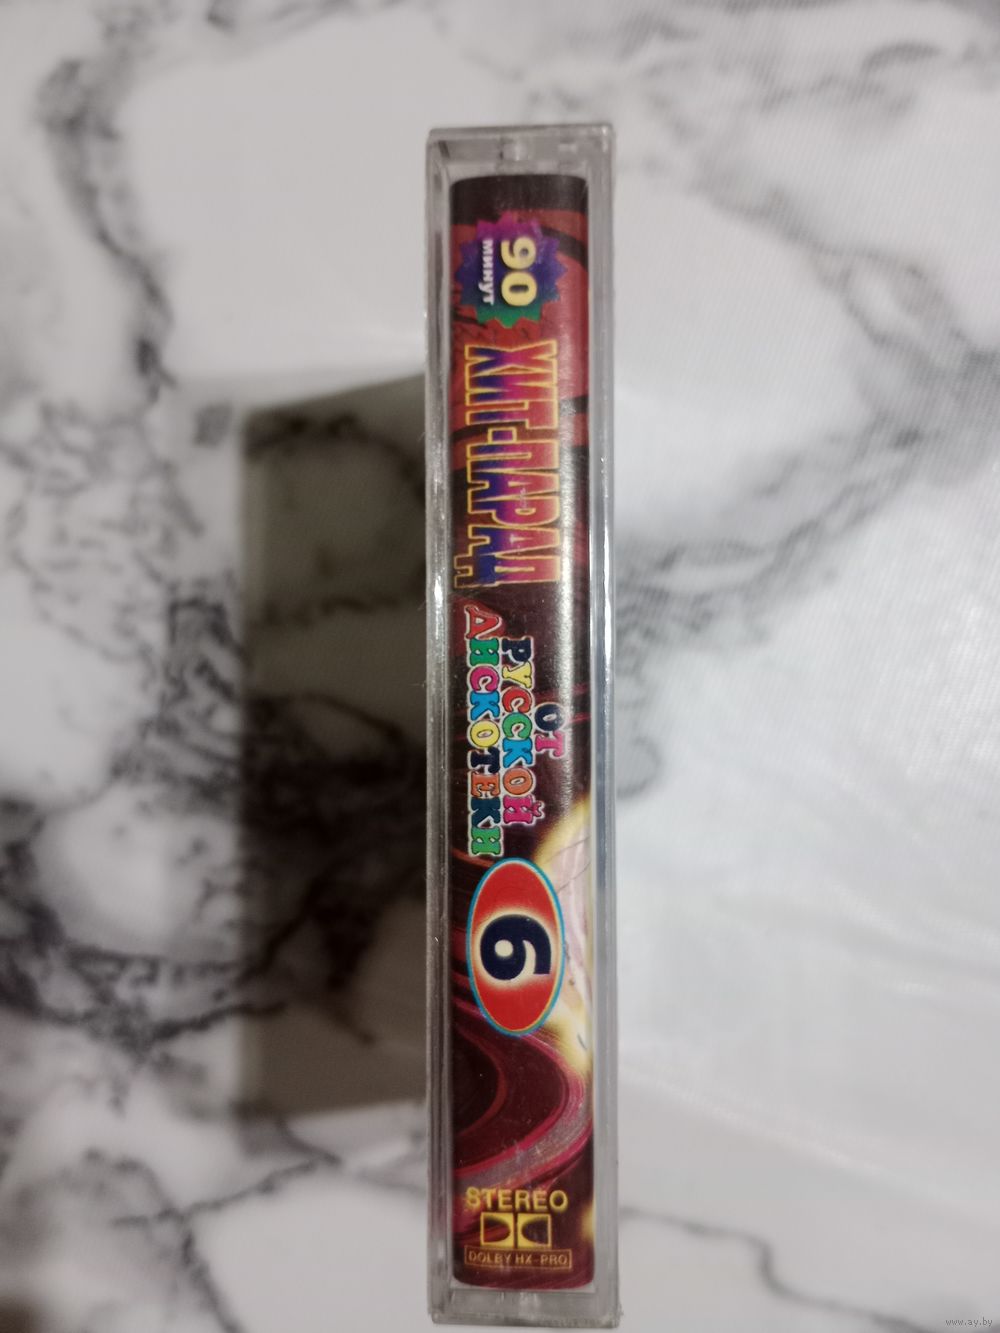 90
минут
ХИТ-ПАРАД
ОТ
РУССКОЙ
ДИСКОТЕКИ
6
STEREO
DOLBY HX-PRO
www.ay.by